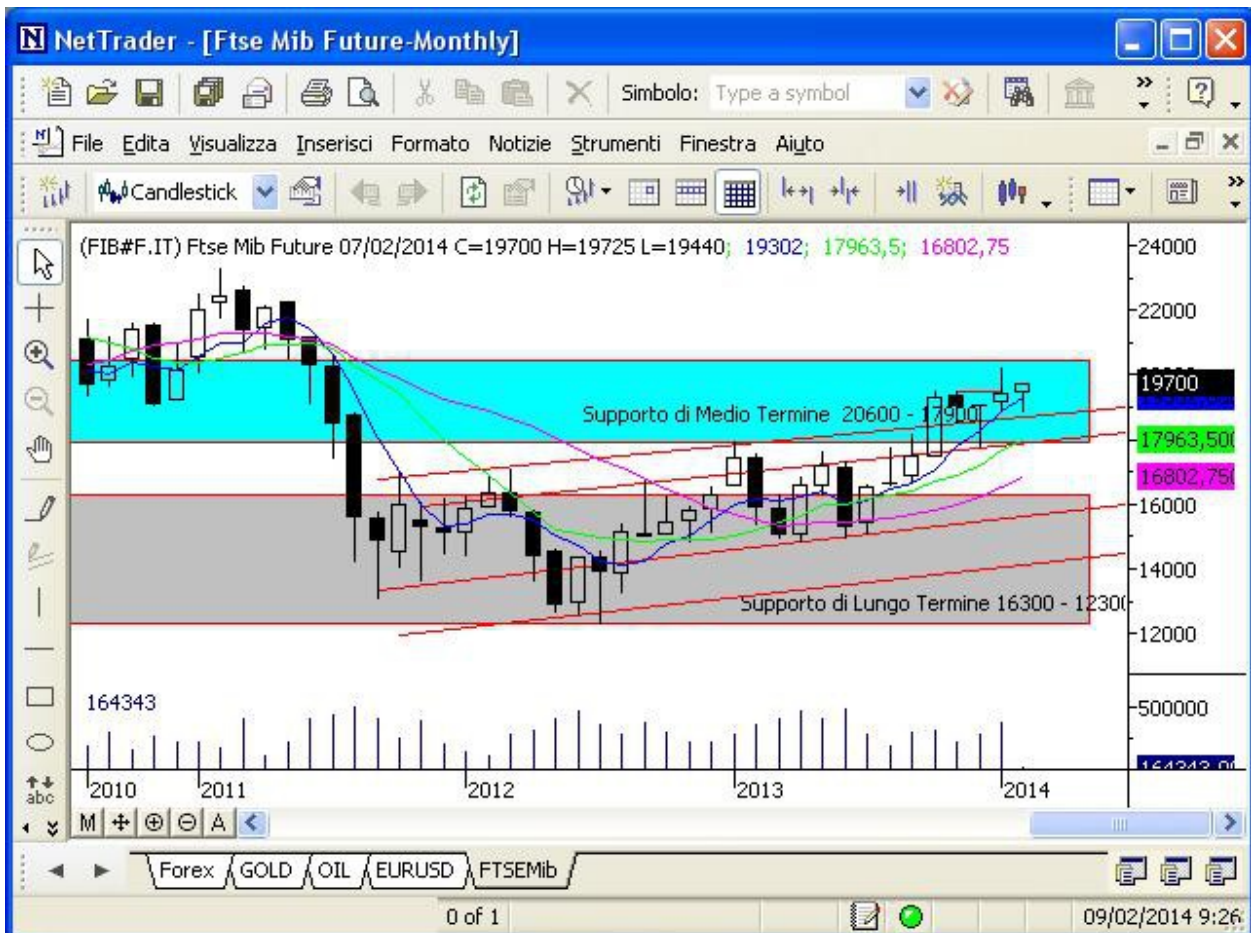 NetTrader - [Ftse Mib Future-Monthly]
Simbolo: Type a symbol
File Edita Visualizza Inserisci Formato Notizie Strumenti Finestra Aiuto
Candlestick
(FIB#F.IT) Ftse Mib Future 07/02/2014 C=19700 H=19725 L=19440; 19302; 17963,5; 16802,75
24000
22000
19700
Supporto di Medio Termine 20600 - 17900
17963,500
16802,750
16000
14000
Supporto di Lungo Termine 16300 - 12300
12000
164343
500000
164343,00
2010 2011 2012 2013 2014
abc
M A
Forex GOLD OIL EURUSD FTSEMib
0 of 1
09/02/2014 9:26